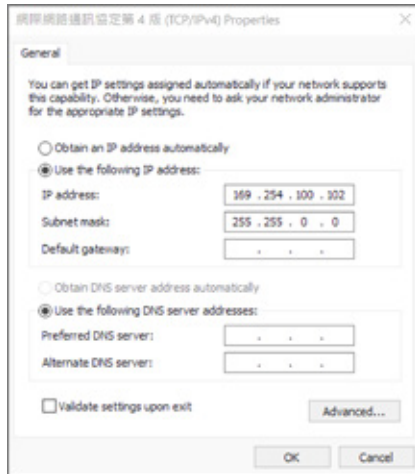 網際網路通訊協定第 4 版 (TCP/IPv4) Properties
General
You can get IP settings assigned automatically if your network supports
this capability. Otherwise, you need to ask your network administrator
for the appropriate IP settings.
Obtain an IP address automatically
Use the following IP address:
IP address: 169 . 254 . 100 . 102
Subnet mask: 255 . 255 . 0 . 0
Default gateway: . . .
Obtain DNS server address automatically
Use the following DNS server addresses:
Preferred DNS server: . . .
Alternate DNS server: . . .
Validate settings upon exit
Advanced...
OK Cancel